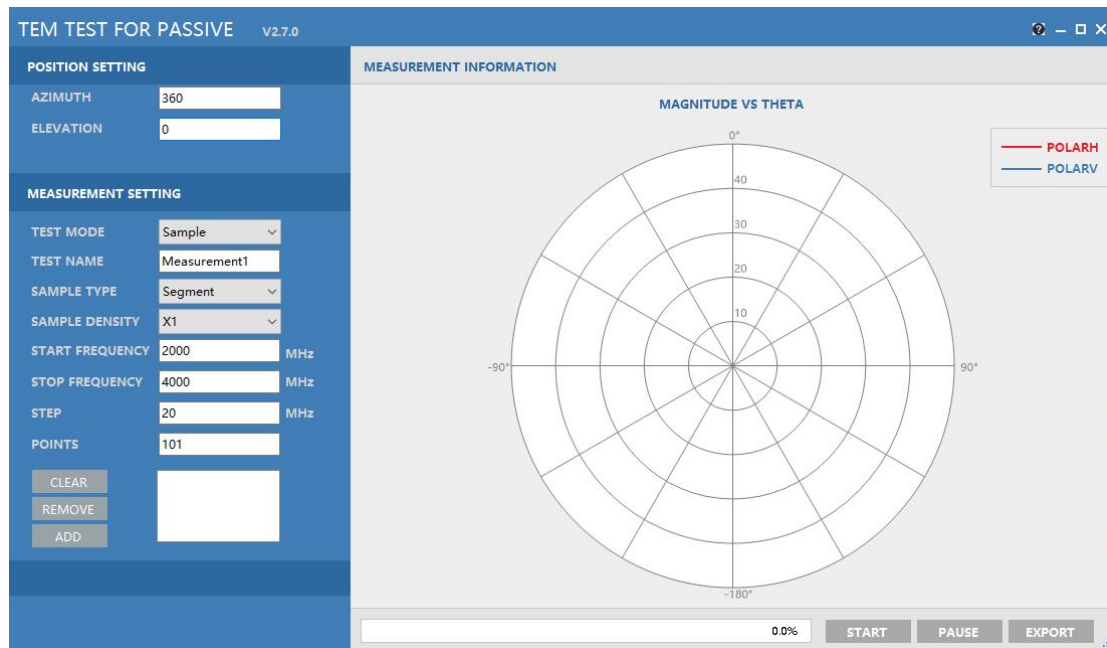 TEM TEST FOR PASSIVE V2.7.0
POSITION SETTING
AZIMUTH 360
ELEVATION 0
MEASUREMENT SETTING
TEST MODE Sample
TEST NAME Measurement1
SAMPLE TYPE Segment
SAMPLE DENSITY X1
START FREQUENCY 2000 MHz
STOP FREQUENCY 4000 MHz
STEP 20 MHz
POINTS 101
CLEAR
REMOVE
ADD
MEASUREMENT INFORMATION
MAGNITUDE VS THETA
0°
40
30
20
10
-90°
90°
-180°
POLARH
POLARV
0.0%
START
PAUSE
EXPORT